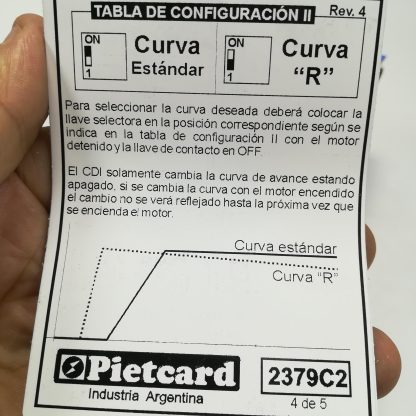 TABLA DE CONFIGURACIÓN II Rev. 4
ON
1
Curva
Estándar
ON
1
Curva
“R”
Para seleccionar la curva deseada deberá colocar la
llave selectora en la posición correspondiente según se
indica en la tabla de configuración II con el motor
detenido y la llave de contacto en OFF.
El CDI solamente cambia la curva de avance estando
apagado, si se cambia la curva con el motor encendido
el cambio no se verá reflejado hasta la próxima vez que
se encienda el motor.
Curva estándar
Curva “R”
Pietcard
Industria Argentina
2379C2
4 de 5